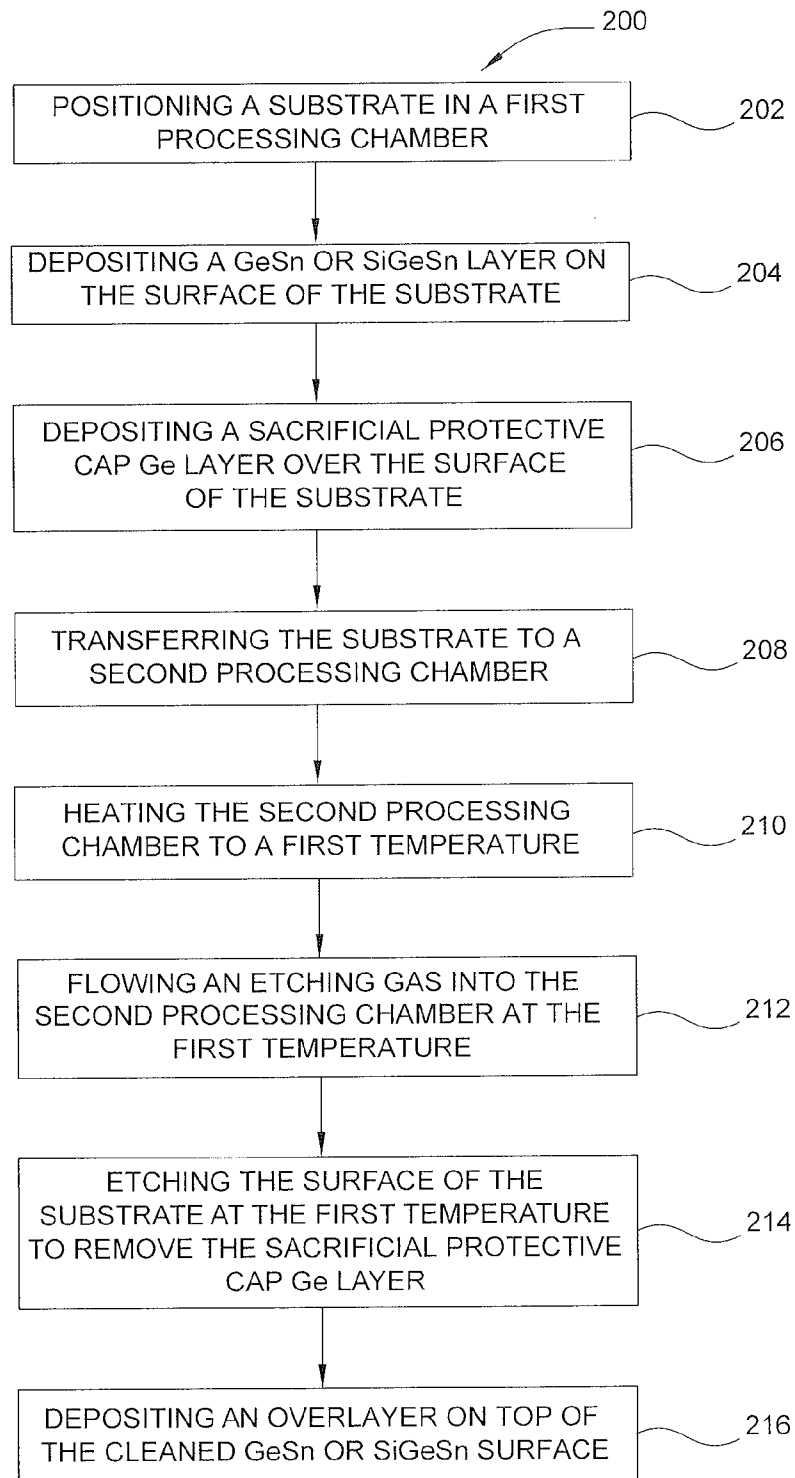 200
POSITIONING A SUBSTRATE IN A FIRST
PROCESSING CHAMBER
202
DEPOSITING A GeSn OR SiGeSn LAYER ON
THE SURFACE OF THE SUBSTRATE
204
DEPOSITING A SACRIFICIAL PROTECTIVE
CAP Ge LAYER OVER THE SURFACE
OF THE SUBSTRATE
206
TRANSFERRING THE SUBSTRATE TO A
SECOND PROCESSING CHAMBER
208
HEATING THE SECOND PROCESSING
CHAMBER TO A FIRST TEMPERATURE
210
FLOWING AN ETCHING GAS INTO THE
SECOND PROCESSING CHAMBER AT THE
FIRST TEMPERATURE
212
ETCHING THE SURFACE OF THE
SUBSTRATE AT THE FIRST TEMPERATURE
TO REMOVE THE SACRIFICIAL PROTECTIVE
CAP Ge LAYER
214
DEPOSITING AN OVERLAYER ON TOP OF
THE CLEANED GeSn OR SiGeSn SURFACE
216